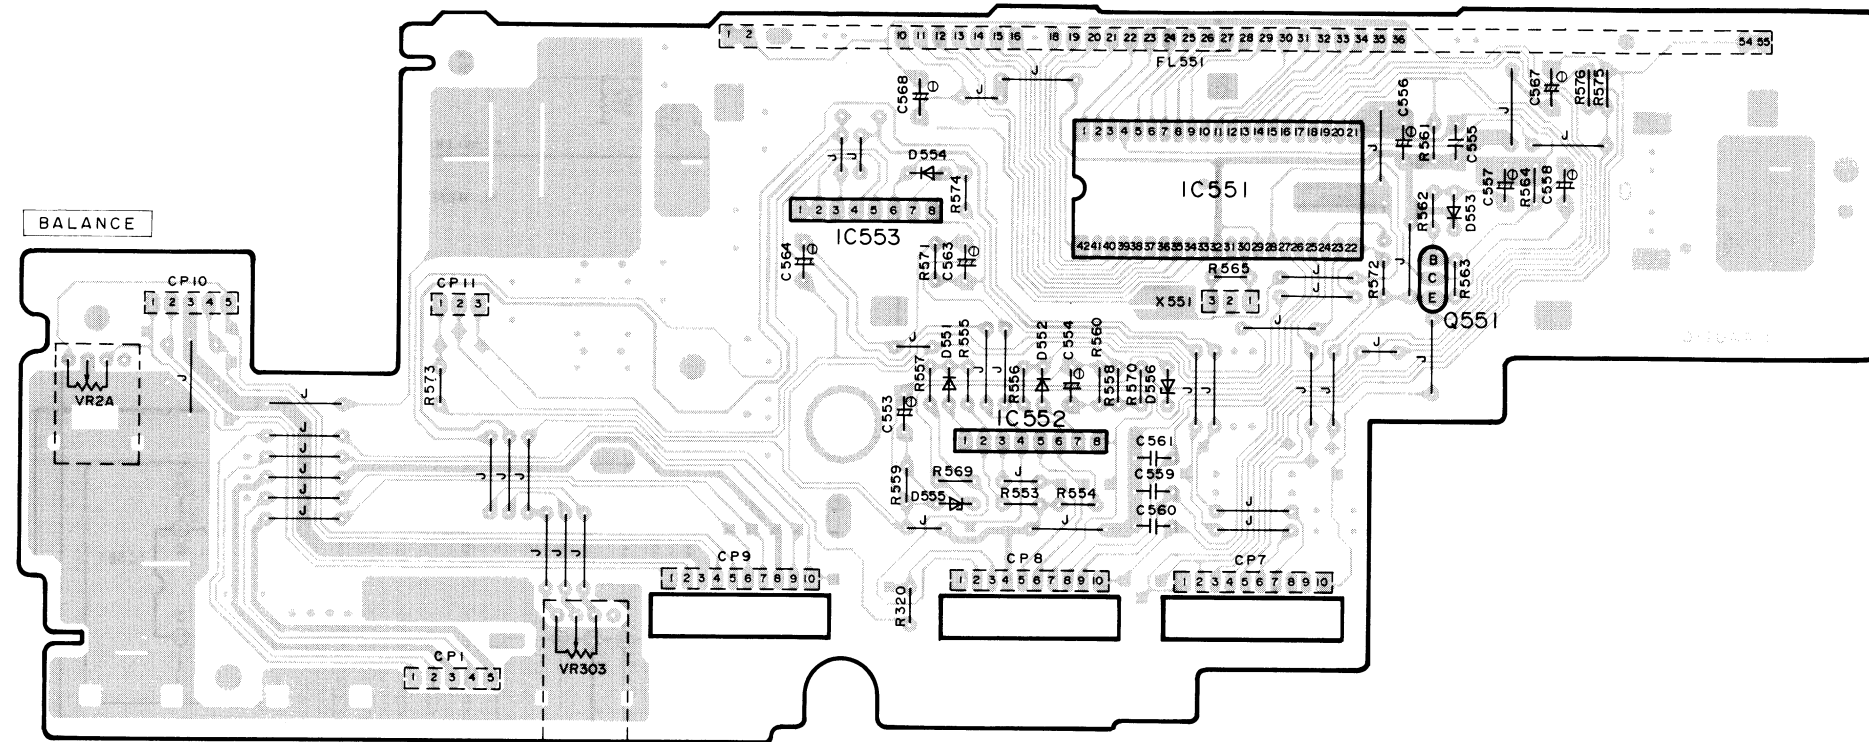 1 2 10 11 12 13 14 15 16 18 19 20 21 22 23 24 25 26 27 28 29 30 31 32 33 34 35 36 54 55
FL551
C568
J
J
C556
R561
C555
J
C567
R576
R575
J
J
1 2 3 4 5 6 7 8 9 10 11 12 13 14 15 16 17 18 19 20 21
IC551
42 41 40 39 38 37 36 35 34 33 32 31 30 29 28 27 26 25 24 23 22
J
J
D554
R574
1 2 3 4 5 6 7 8
IC553
R562
D553
C557
R564
C558
BALANCE
C564
R571
C563
R565
J
J
R572
J
B
C
E
R563
Q551
X551
3 2 1
J
CP10
1 2 3 4 5
CP11
1 2 3
VR2A
J
R573
J
J
R557
D551
R555
J
J
R556
D552
C554
R560
R558
R570
D556
J
J
J
J
J
J
C553
IC552
1 2 3 4 5 6 7 8
J
J
J
J
J
J
J
J
C561
C559
C560
R559
R569
D555
J
R553
R554
J
J
J
J
J
J
J
CP9
1 2 3 4 5 6 7 8 9 10
CP8
1 2 3 4 5 6 7 8 9 10
CP7
1 2 3 4 5 6 7 8 9 10
R320
CP1
1 2 3 4 5
VR303